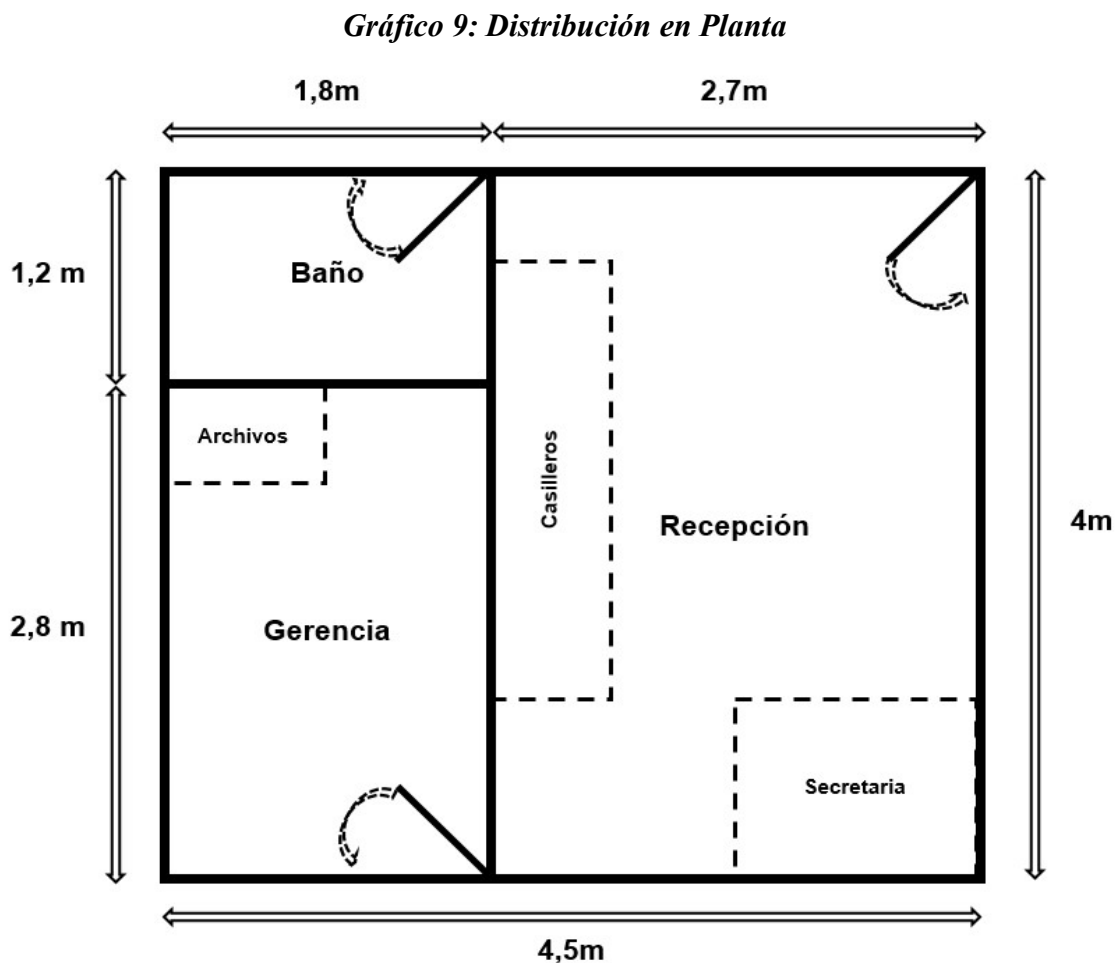 Gráfico 9: Distribución en Planta
1,8m
2,7m
1,2 m
Baño
Archivos
Casilleros
Recepción
4m
2,8 m
Gerencia
Secretaria
4,5m